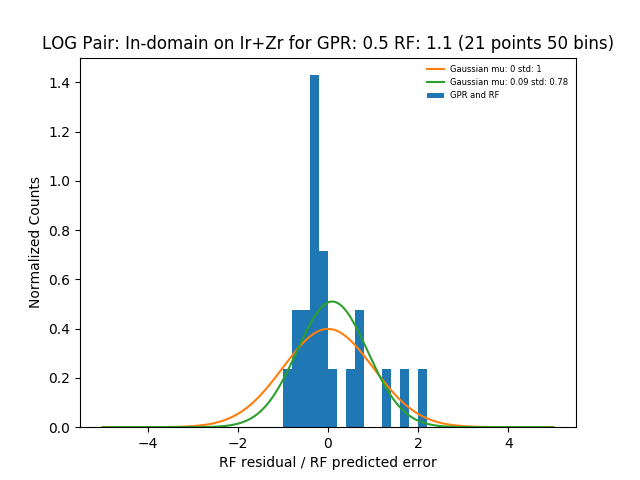 LOG Pair: In-domain on Ir+Zr for GPR: 0.5 RF: 1.1 (21 points 50 bins)
Gaussian mu: 0 std: 1
Gaussian mu: 0.09 std: 0.78
GPR and RF
Normalized Counts
1.4
1.2
1.0
0.8
0.6
0.4
0.2
0.0
−4 −2 0 2 4
RF residual / RF predicted error